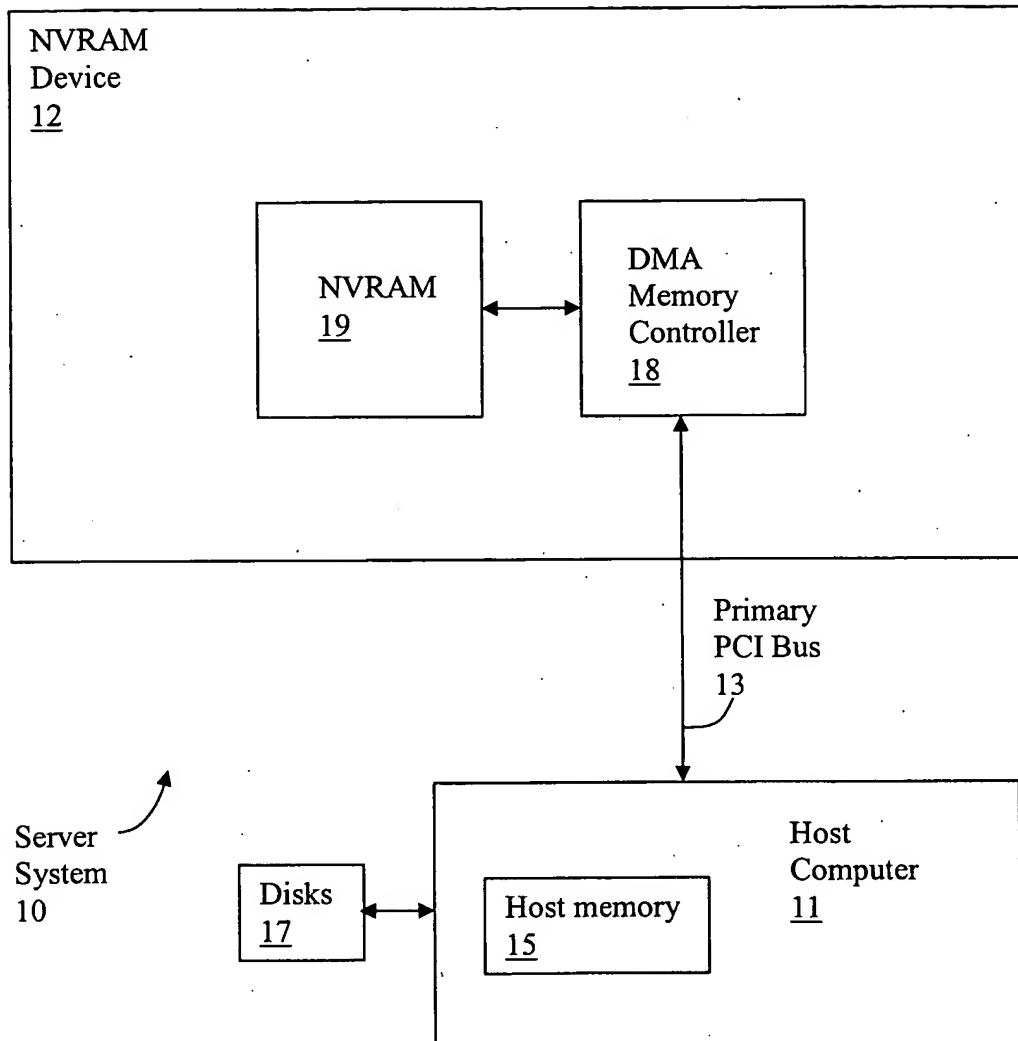 NVRAM
Device
12
NVRAM
19
DMA
Memory
Controller
18
Primary
PCI Bus
13
Server
System
10
Disks
17
Host memory
15
Host
Computer
11